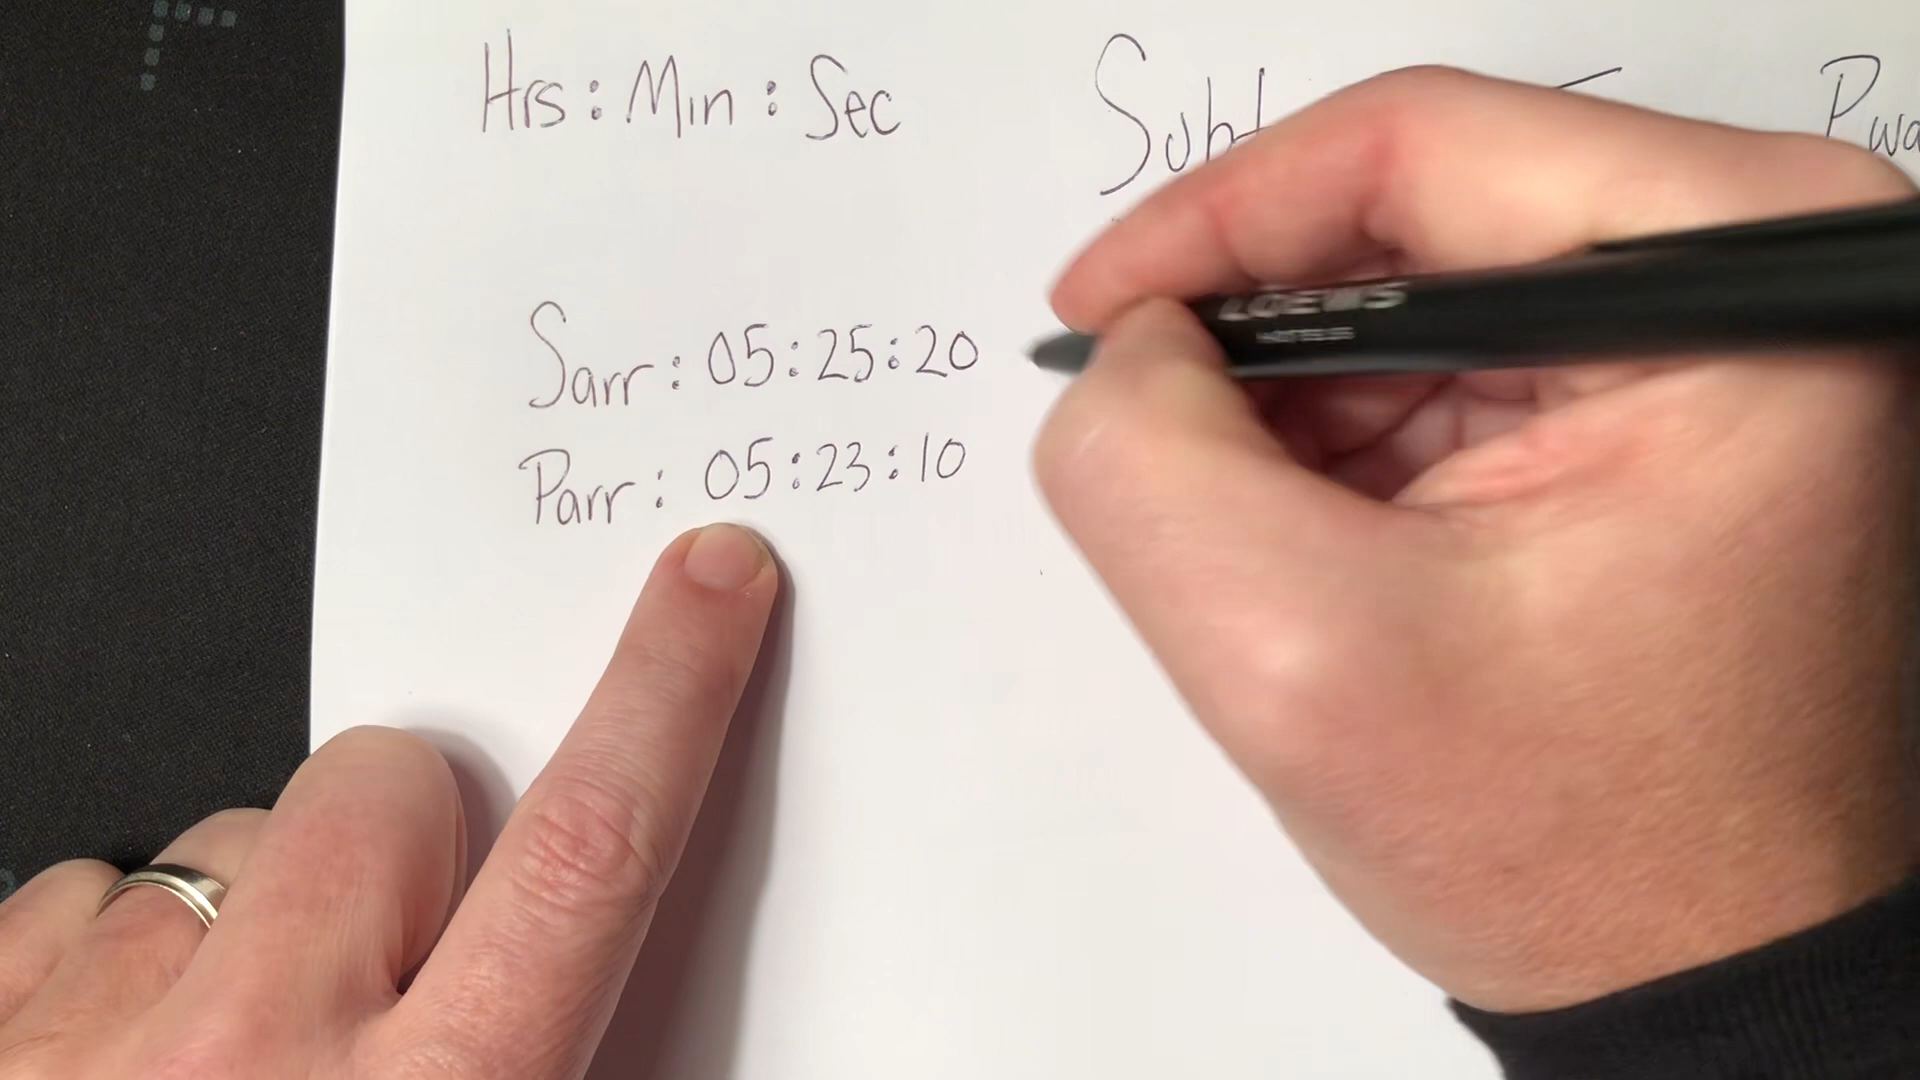 Hrs : Min : Sec
Sarr : 05:25:20
Parr : 05:23:10
LOEWS
HOTELS